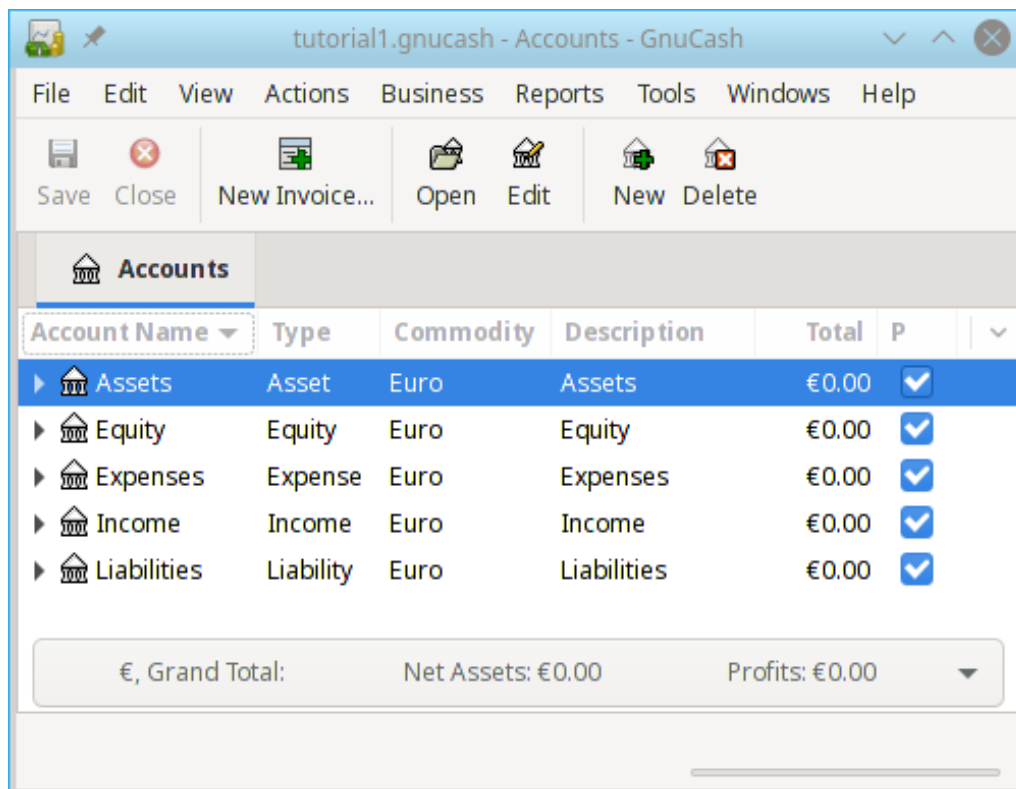 tutorial1.gnucash - Accounts - GnuCash
File Edit View Actions Business Reports Tools Windows Help
Save Close New Invoice... Open Edit New Delete
Accounts
Account Name Type Commodity Description Total P
Assets Asset Euro Assets €0.00
Equity Equity Euro Equity €0.00
Expenses Expense Euro Expenses €0.00
Income Income Euro Income €0.00
Liabilities Liability Euro Liabilities €0.00
€, Grand Total: Net Assets: €0.00 Profits: €0.00